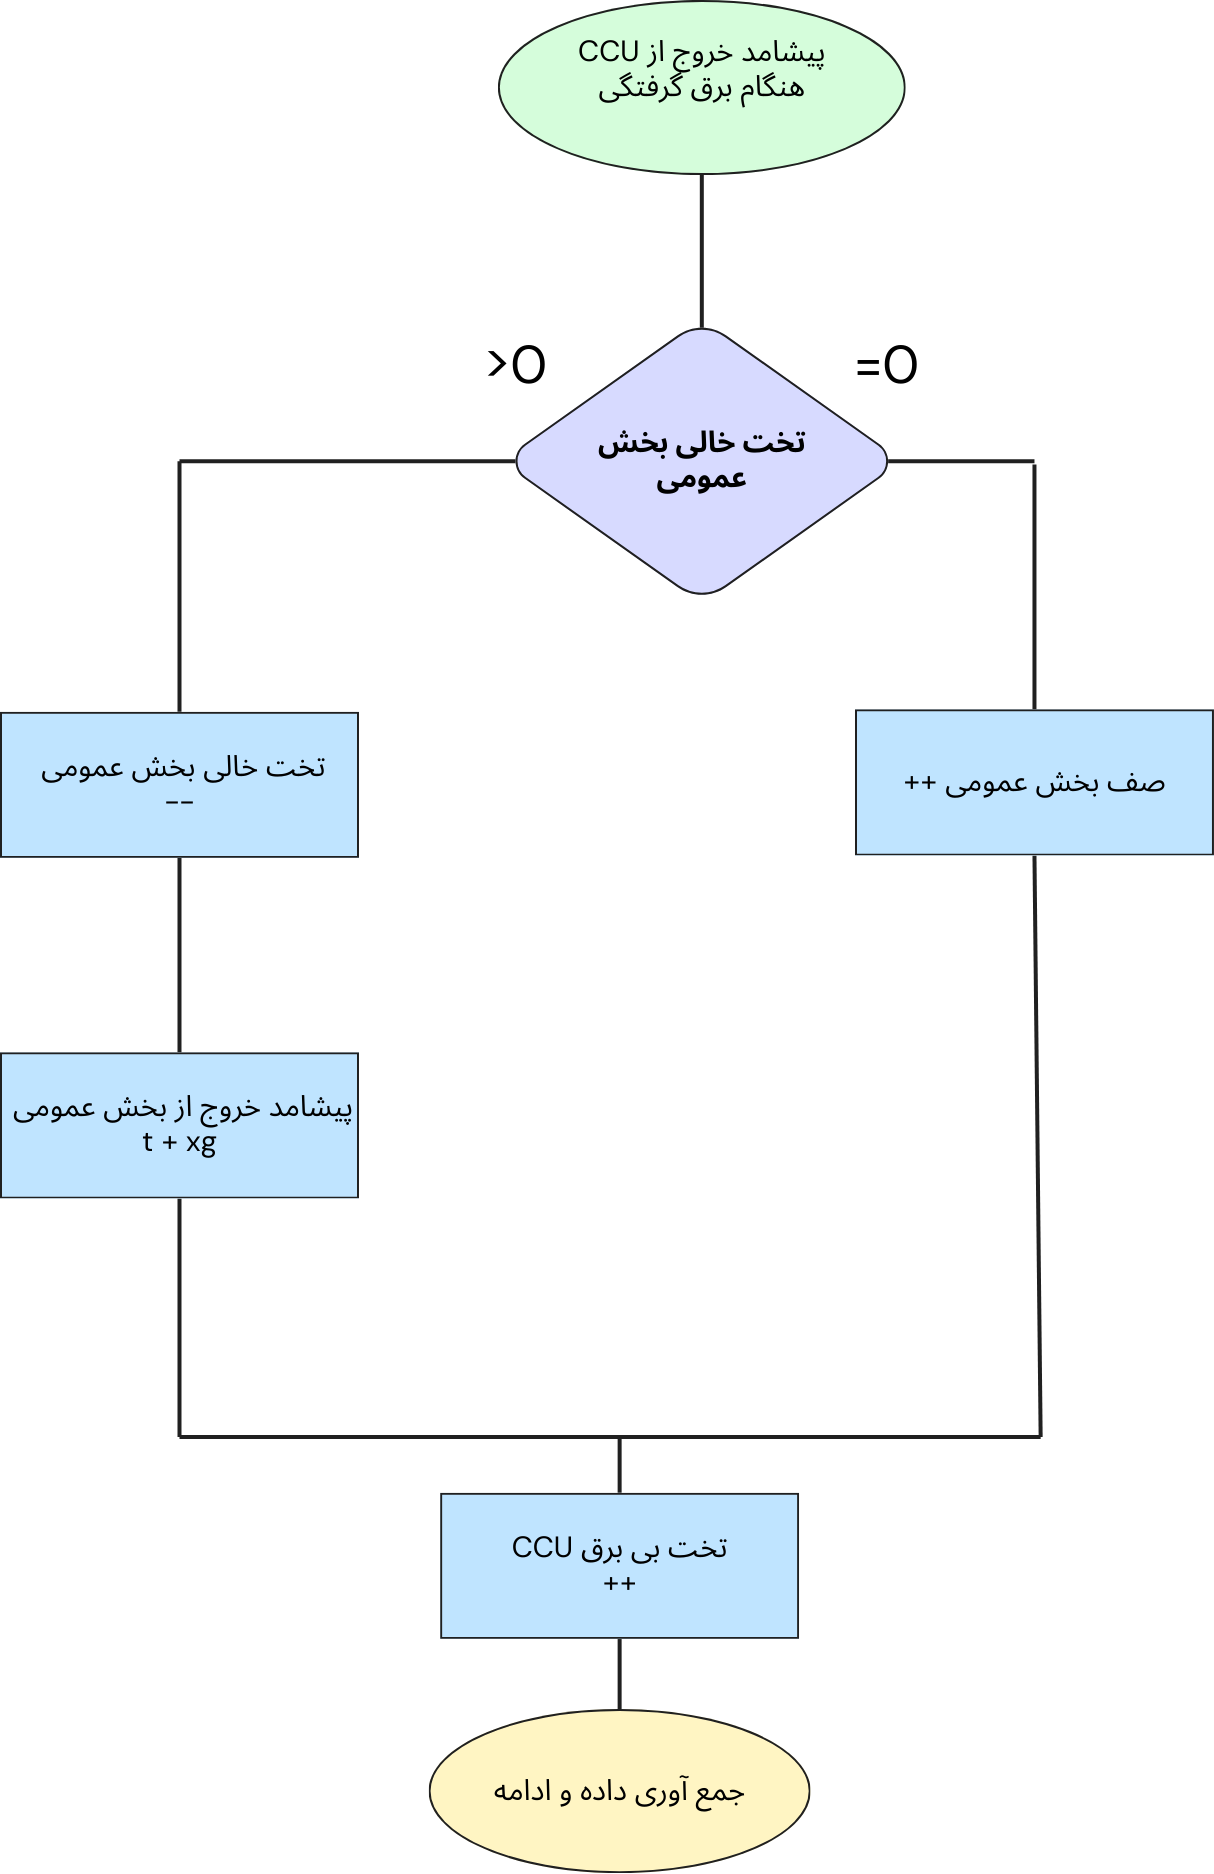 پیشامد خروج از CCU
هنگام برق گرفتگی
>0
=0
تخت خالی بخش
عمومی
تخت خالی بخش عمومی
--
صف بخش عمومی ++
پیشامد خروج از بخش عمومی
t + xg
تخت بی برق CCU
++
جمع آوری داده و ادامه